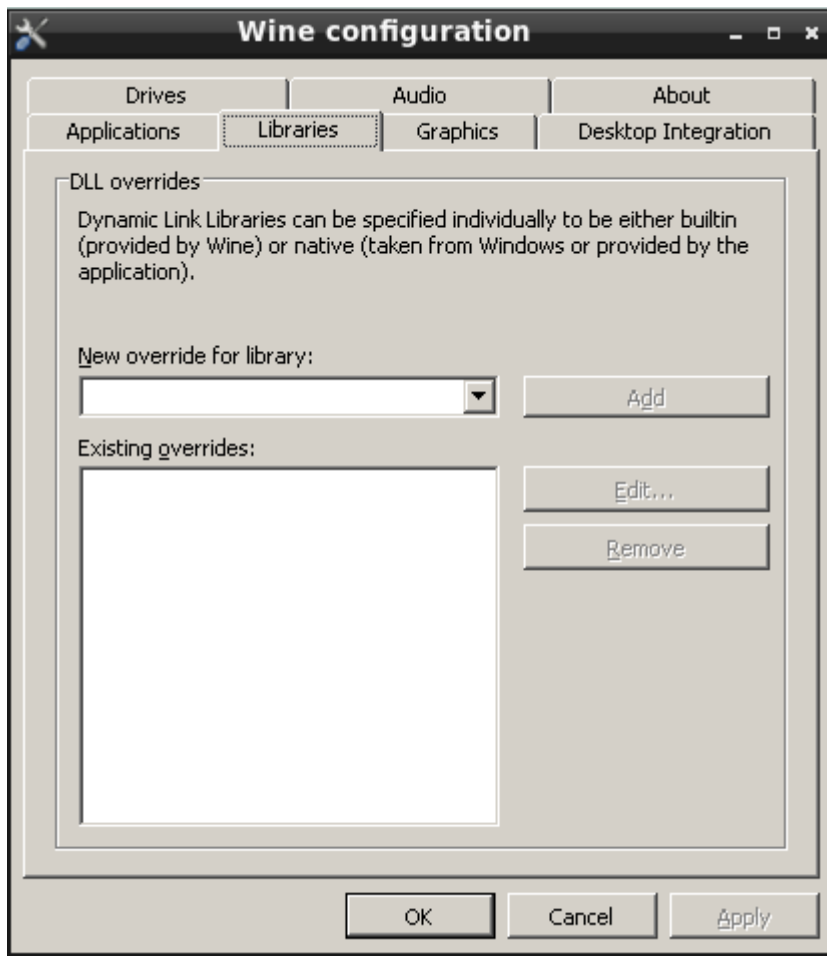 Wine configuration
Drives Audio About
Applications Libraries Graphics Desktop Integration
DLL overrides
Dynamic Link Libraries can be specified individually to be either builtin
(provided by Wine) or native (taken from Windows or provided by the
application).
New override for library:
Add
Existing overrides:
Edit...
Remove
OK Cancel Apply